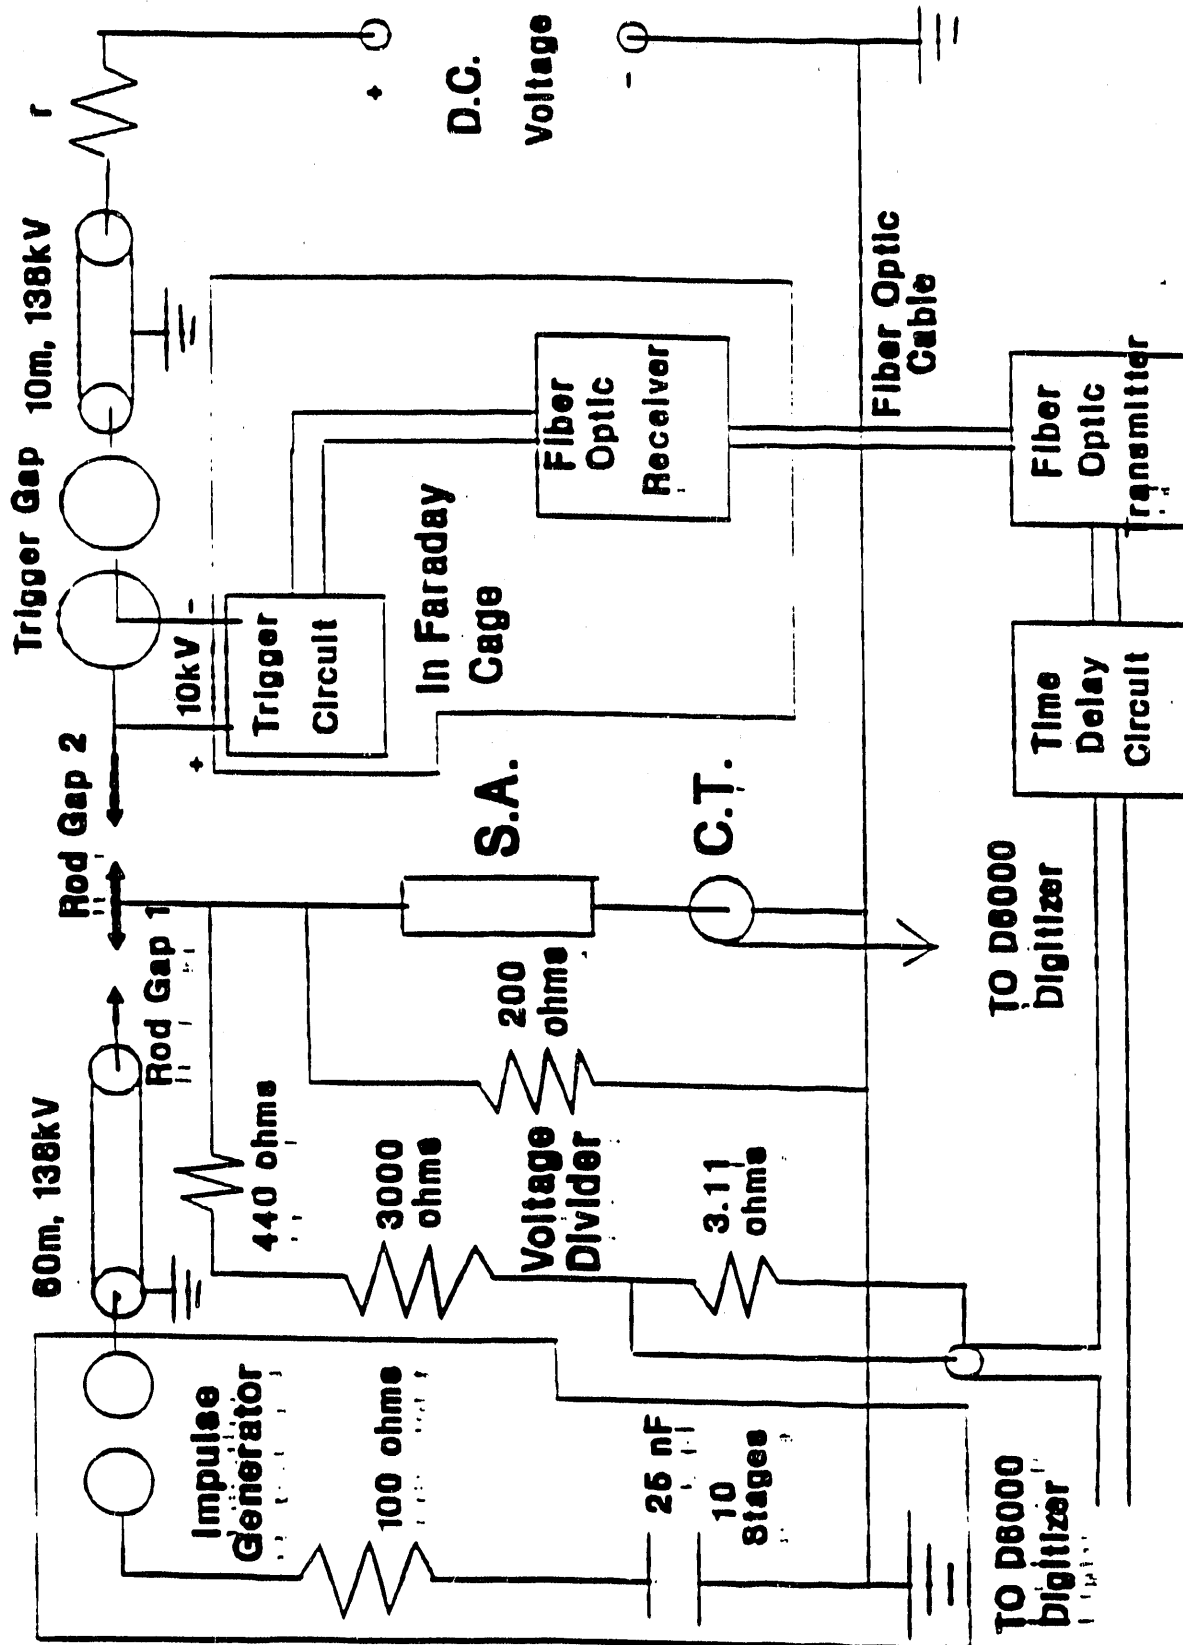 60m, 138kV
Rod Gap 2
Trigger Gap
10m, 138kV
r
Rod Gap 1
10kV
+
-
Impulse
Generator
440 ohms
Trigger
Circuit
100 ohms
3000
ohms
In Faraday
Cage
+
D.C.
Voltage
-
200
ohms
S.A.
Fiber
Optic
Receiver
Voltage
Divider
25 nF
10
Stages
3.11
ohms
C.T.
Fiber Optic
Cable
TO D6000
Digitizer
TO D6000
Digitizer
Time
Delay
Circuit
Fiber
Optic
Transmitter